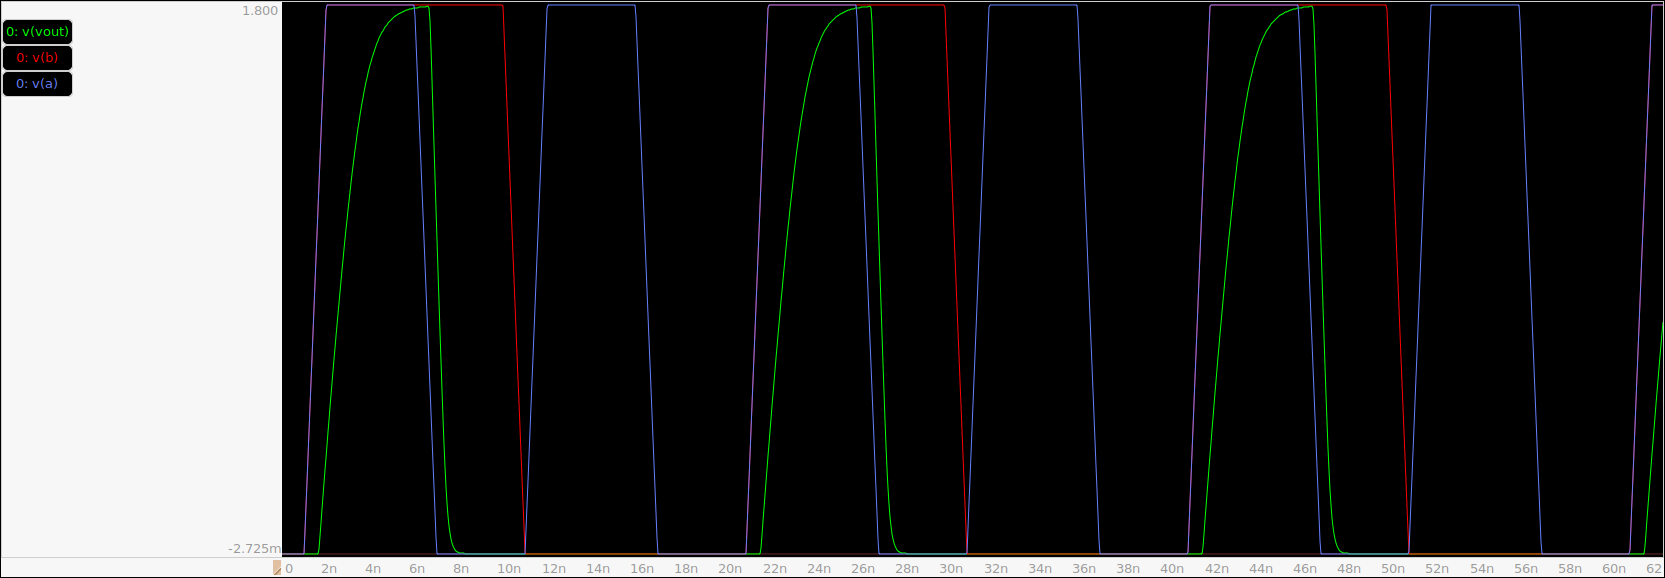 1.800
0: v(vout)
0: v(b)
0: v(a)
-2.725m
0 2n 4n 6n 8n 10n 12n 14n 16n 18n 20n 22n 24n 26n 28n 30n 32n 34n 36n 38n 40n 42n 44n 46n 48n 50n 52n 54n 56n 58n 60n 62